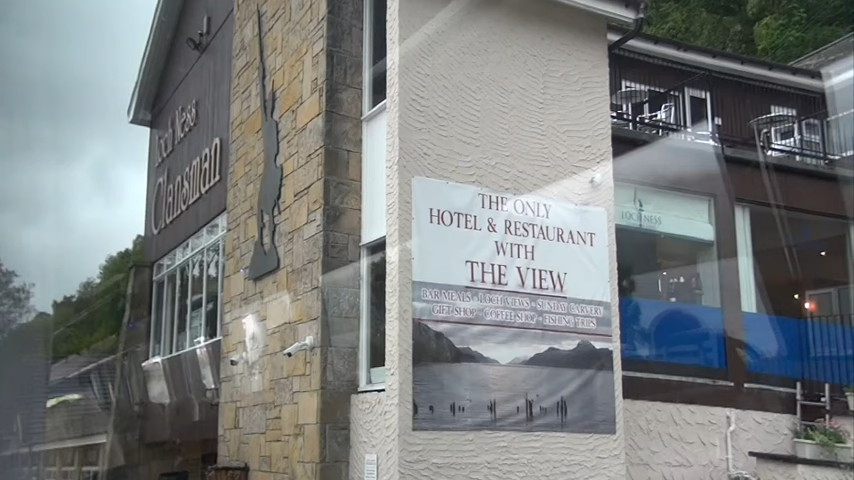 Loch Ness
Clansman
THE ONLY
HOTEL & RESTAURANT
WITH
THE VIEW
BAR MEALS · LOCH VIEWS · SUNDAY CARVERY
GIFT SHOP · COFFEE SHOP · FISHING TRIPS
LOCH NESS